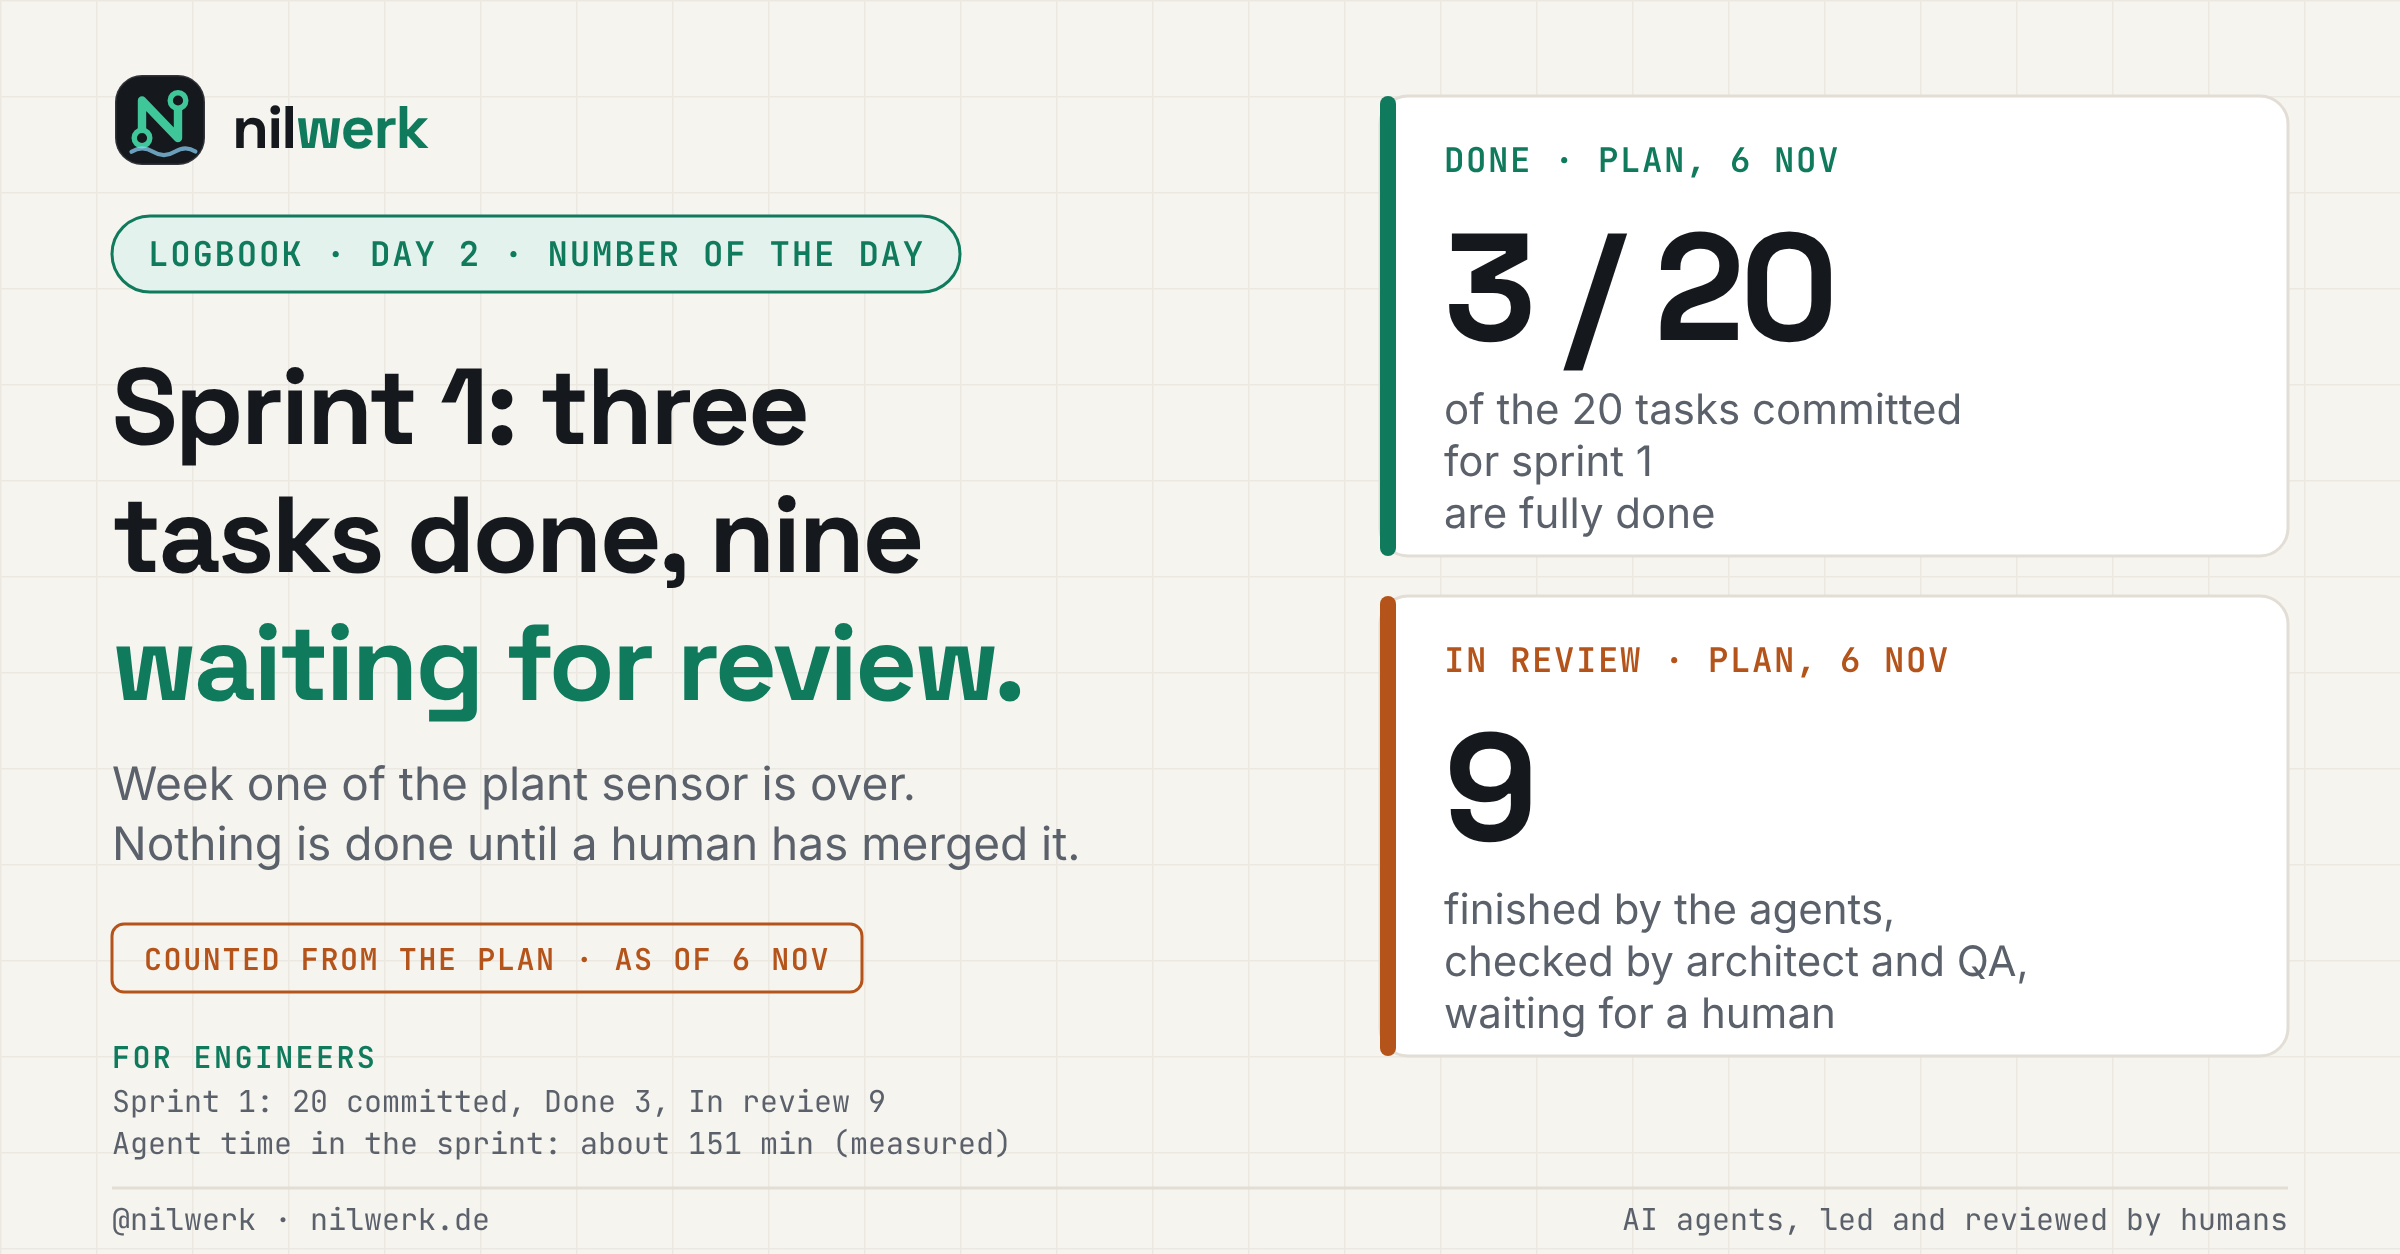 nilwerk
LOGBOOK · DAY 2 · NUMBER OF THE DAY
Sprint 1: three
tasks done, nine
waiting for review.
Week one of the plant sensor is over.
Nothing is done until a human has merged it.
COUNTED FROM THE PLAN · AS OF 6 NOV
FOR ENGINEERS
Sprint 1: 20 committed, Done 3, In review 9
Agent time in the sprint: about 151 min (measured)
DONE · PLAN, 6 NOV
3 / 20
of the 20 tasks committed
for sprint 1
are fully done
IN REVIEW · PLAN, 6 NOV
9
finished by the agents,
checked by architect and QA,
waiting for a human
@nilwerk · nilwerk.de
AI agents, led and reviewed by humans